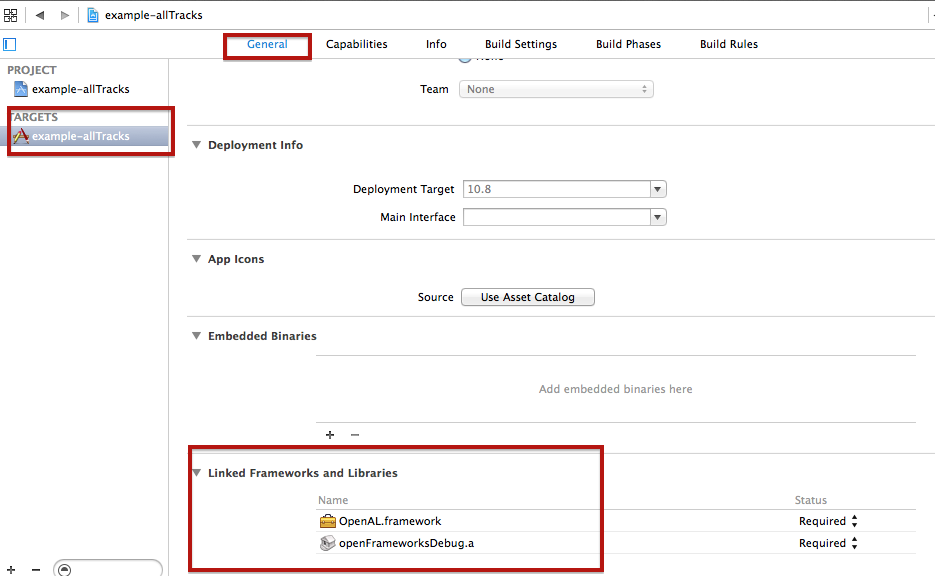 example-allTracks
General Capabilities Info Build Settings Build Phases Build Rules
PROJECT
example-allTracks
TARGETS
example-allTracks
None
Team None
Deployment Info
Deployment Target 10.8
Main Interface
App Icons
Source Use Asset Catalog
Embedded Binaries
Add embedded binaries here
Linked Frameworks and Libraries
Name Status
OpenAL.framework Required
openFrameworksDebug.a Required